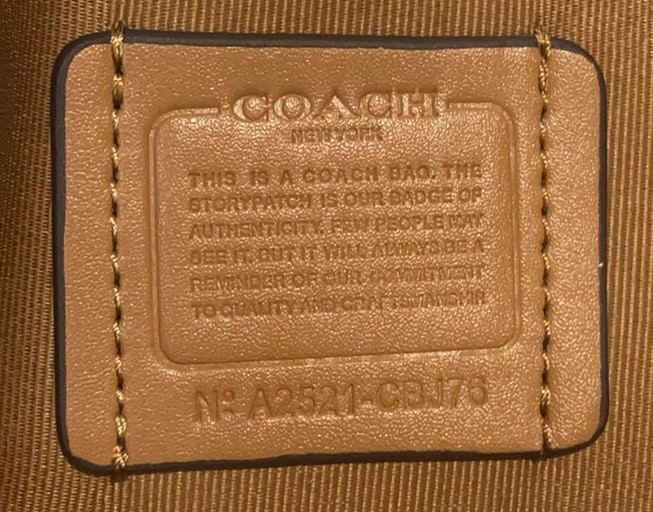 COACH
NEW YORK
THIS IS A COACH BAG. THE
STORYPATCH IS OUR BADGE OF
AUTHENTICITY. FEW PEOPLE MAY
SEE IT. BUT IT WILL ALWAYS BE A
REMINDER OF OUR COMMITMENT
TO QUALITY AND CRAFTSMANSHIP
Nº A2521-CBJ76